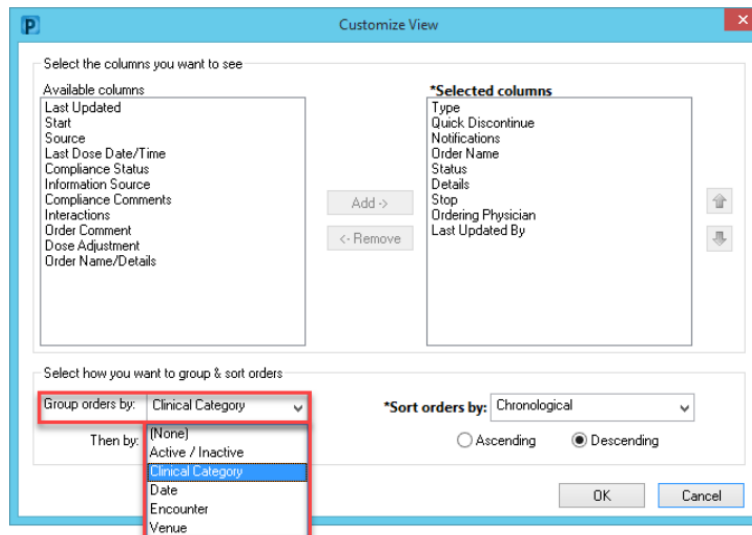 P
Customize View
x
Select the columns you want to see
Available columns
Last Updated
Start
Source
Last Dose Date/Time
Compliance Status
Information Source
Compliance Comments
Interactions
Order Comment
Dose Adjustment
Order Name/Details
Add ->
<- Remove
*Selected columns
Type
Quick Discontinue
Notifications
Order Name
Status
Details
Stop
Ordering Physician
Last Updated By
Select how you want to group & sort orders
Group orders by: Clinical Category
*Sort orders by: Chronological
Then by:
(None)
Active / Inactive
Clinical Category
Date
Encounter
Venue
Ascending Descending
OK Cancel